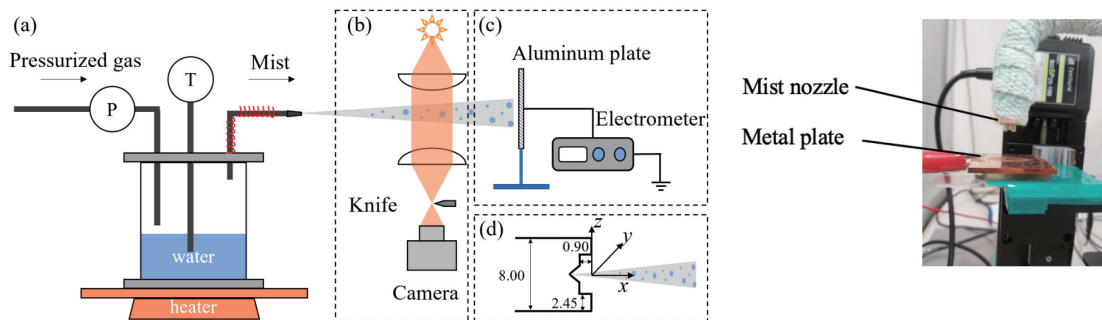 (a)
Pressurized gas
P
T
Mist
water
heater
(b)
Knife
Camera
(c)
Aluminum plate
Electrometer
(d)
z
y
x
0.90
8.00
2.45
Mist nozzle
Metal plate